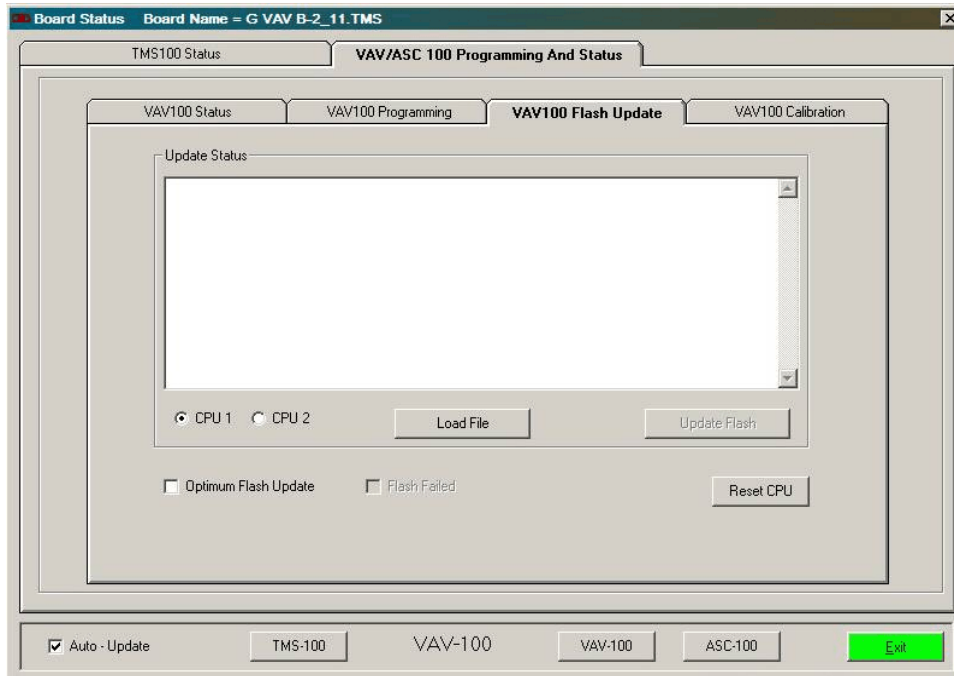 Board Status Board Name = G VAV B-2_11.TMS
TMS100 Status VAV/ASC 100 Programming And Status
VAV100 Status VAV100 Programming VAV100 Flash Update VAV100 Calibration
Update Status
CPU 1 CPU 2 Load File Update Flash
Optimum Flash Update Flash Failed Reset CPU
Auto - Update TMS-100 VAV-100 VAV-100 ASC-100 Exit